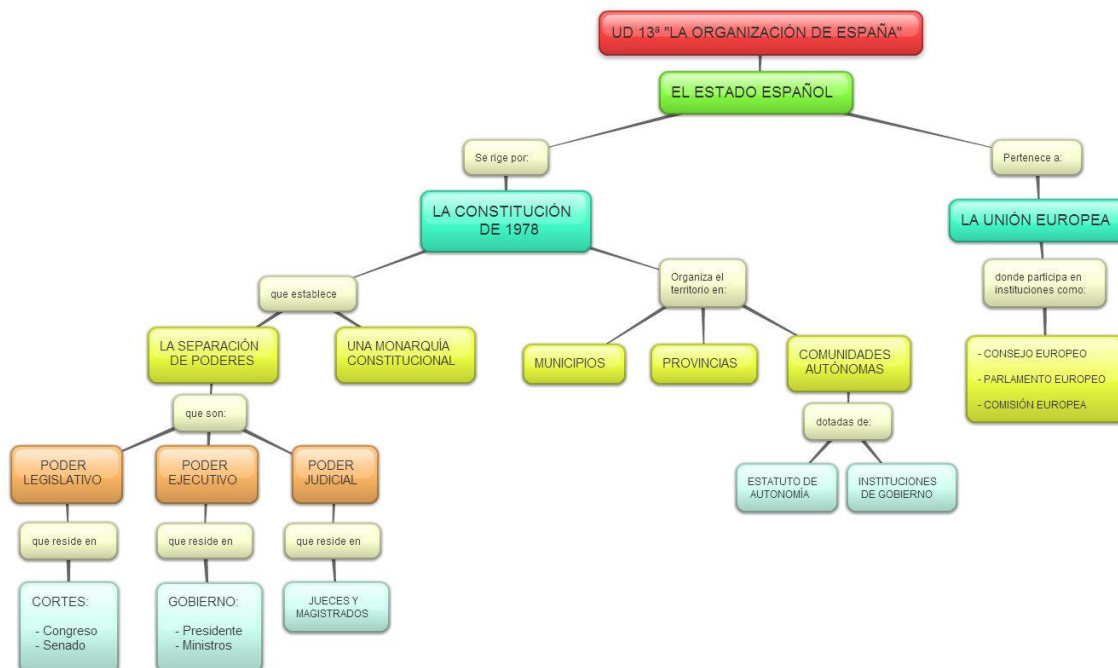 UD 13ª "LA ORGANIZACIÓN DE ESPAÑA"
EL ESTADO ESPAÑOL
Se rige por:
Pertenece a:
LA CONSTITUCIÓN
DE 1978
LA UNIÓN EUROPEA
que establece
Organiza el
territorio en:
donde participa en
instituciones como:
LA SEPARACIÓN
DE PODERES
UNA MONARQUÍA
CONSTITUCIONAL
MUNICIPIOS
PROVINCIAS
COMUNIDADES
AUTÓNOMAS
- CONSEJO EUROPEO
- PARLAMENTO EUROPEO
- COMISIÓN EUROPEA
que son:
dotadas de:
PODER
LEGISLATIVO
PODER
EJECUTIVO
PODER
JUDICIAL
ESTATUTO DE
AUTONOMÍA
INSTITUCIONES
DE GOBIERNO
que reside en
que reside en
que reside en
CORTES:
- Congreso
- Senado
GOBIERNO:
- Presidente
- Ministros
JUECES Y
MAGISTRADOS